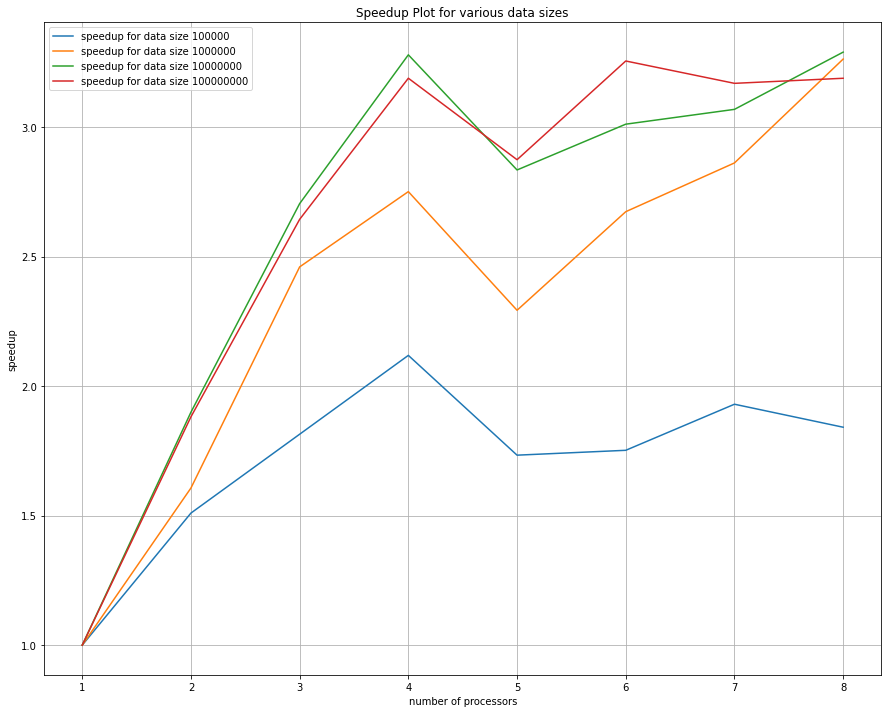 Speedup Plot for various data sizes
speedup for data size 100000
speedup for data size 1000000
speedup for data size 10000000
speedup for data size 100000000
3.0
2.5
2.0
1.5
1.0
speedup
1 2 3 4 5 6 7 8
number of processors